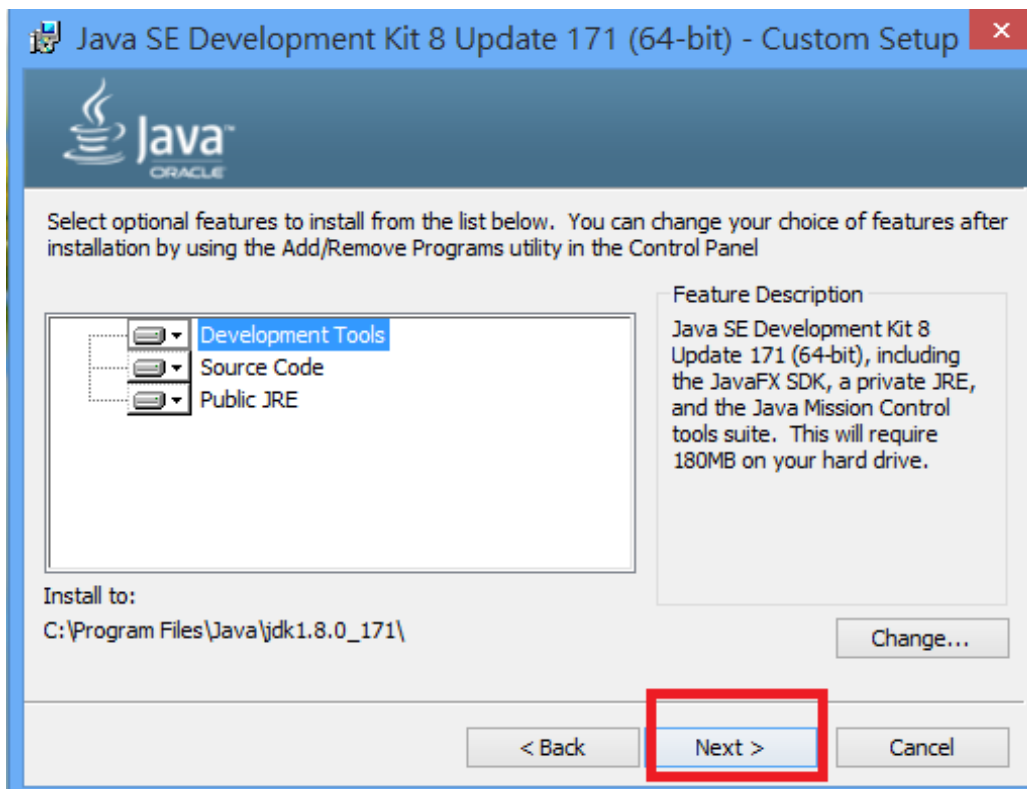 Java SE Development Kit 8 Update 171 (64-bit) - Custom Setup
Java™
ORACLE
Select optional features to install from the list below.  You can change your choice of features after
installation by using the Add/Remove Programs utility in the Control Panel
Development Tools
Source Code
Public JRE
Feature Description
Java SE Development Kit 8
Update 171 (64-bit), including
the JavaFX SDK, a private JRE,
and the Java Mission Control
tools suite.  This will require
180MB on your hard drive.
Install to:
C:\Program Files\Java\jdk1.8.0_171\
Change...
< Back
Next >
Cancel